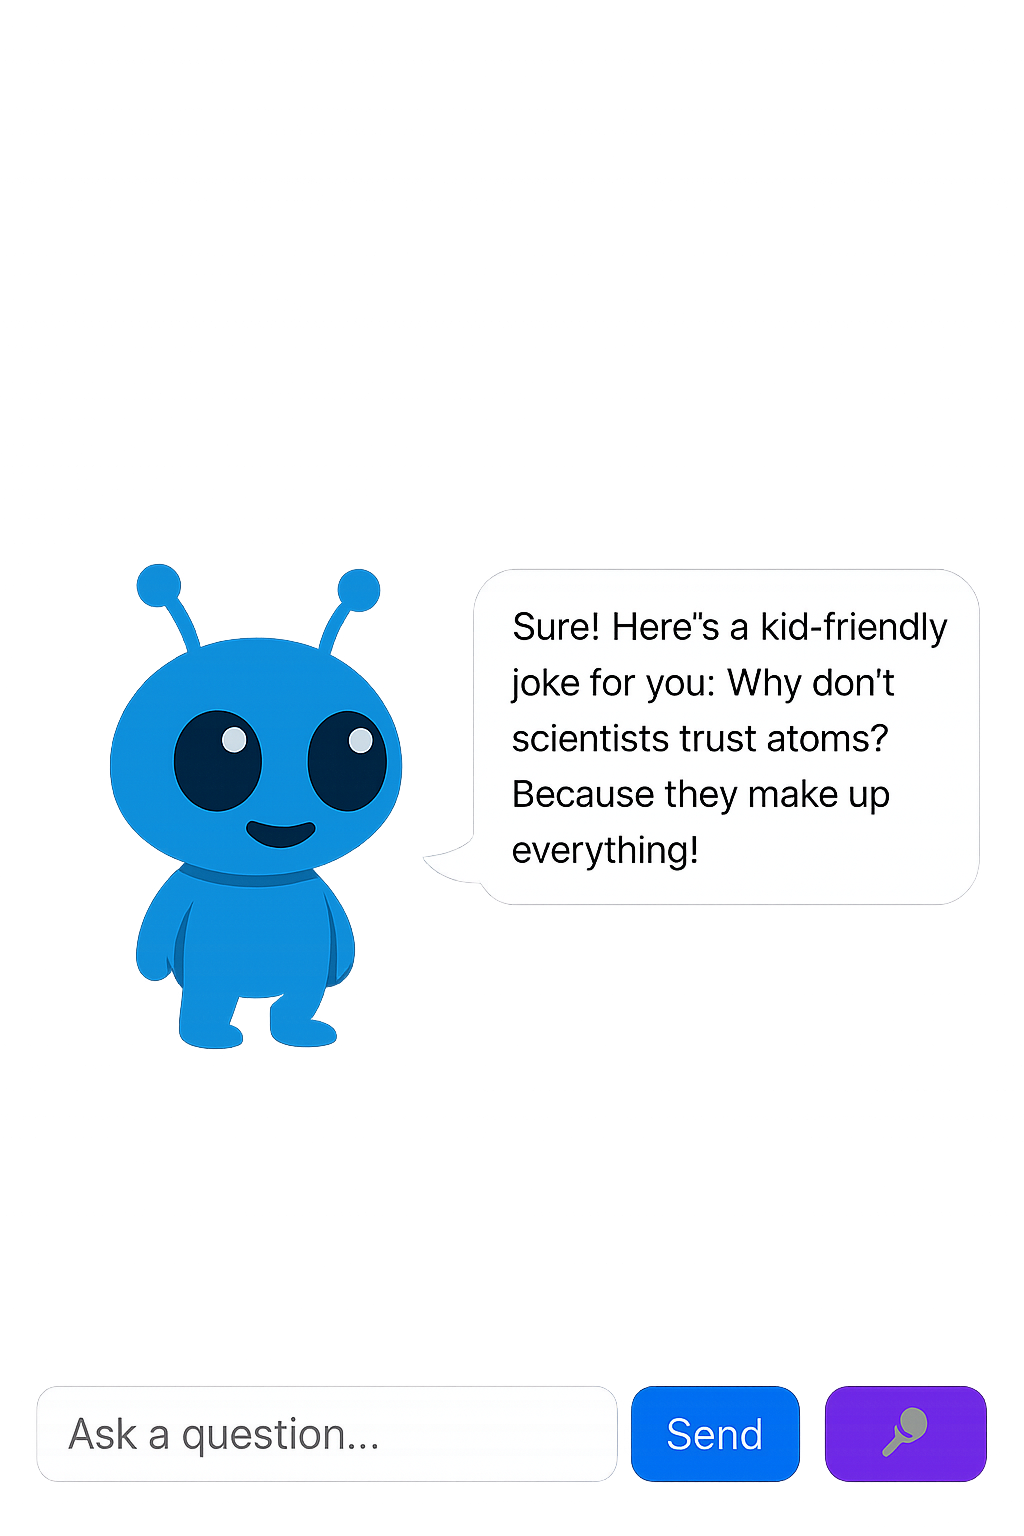 Sure! Here"s a kid-friendly
joke for you: Why don't
scientists trust atoms?
Because they make up
everything!
Ask a question...
Send